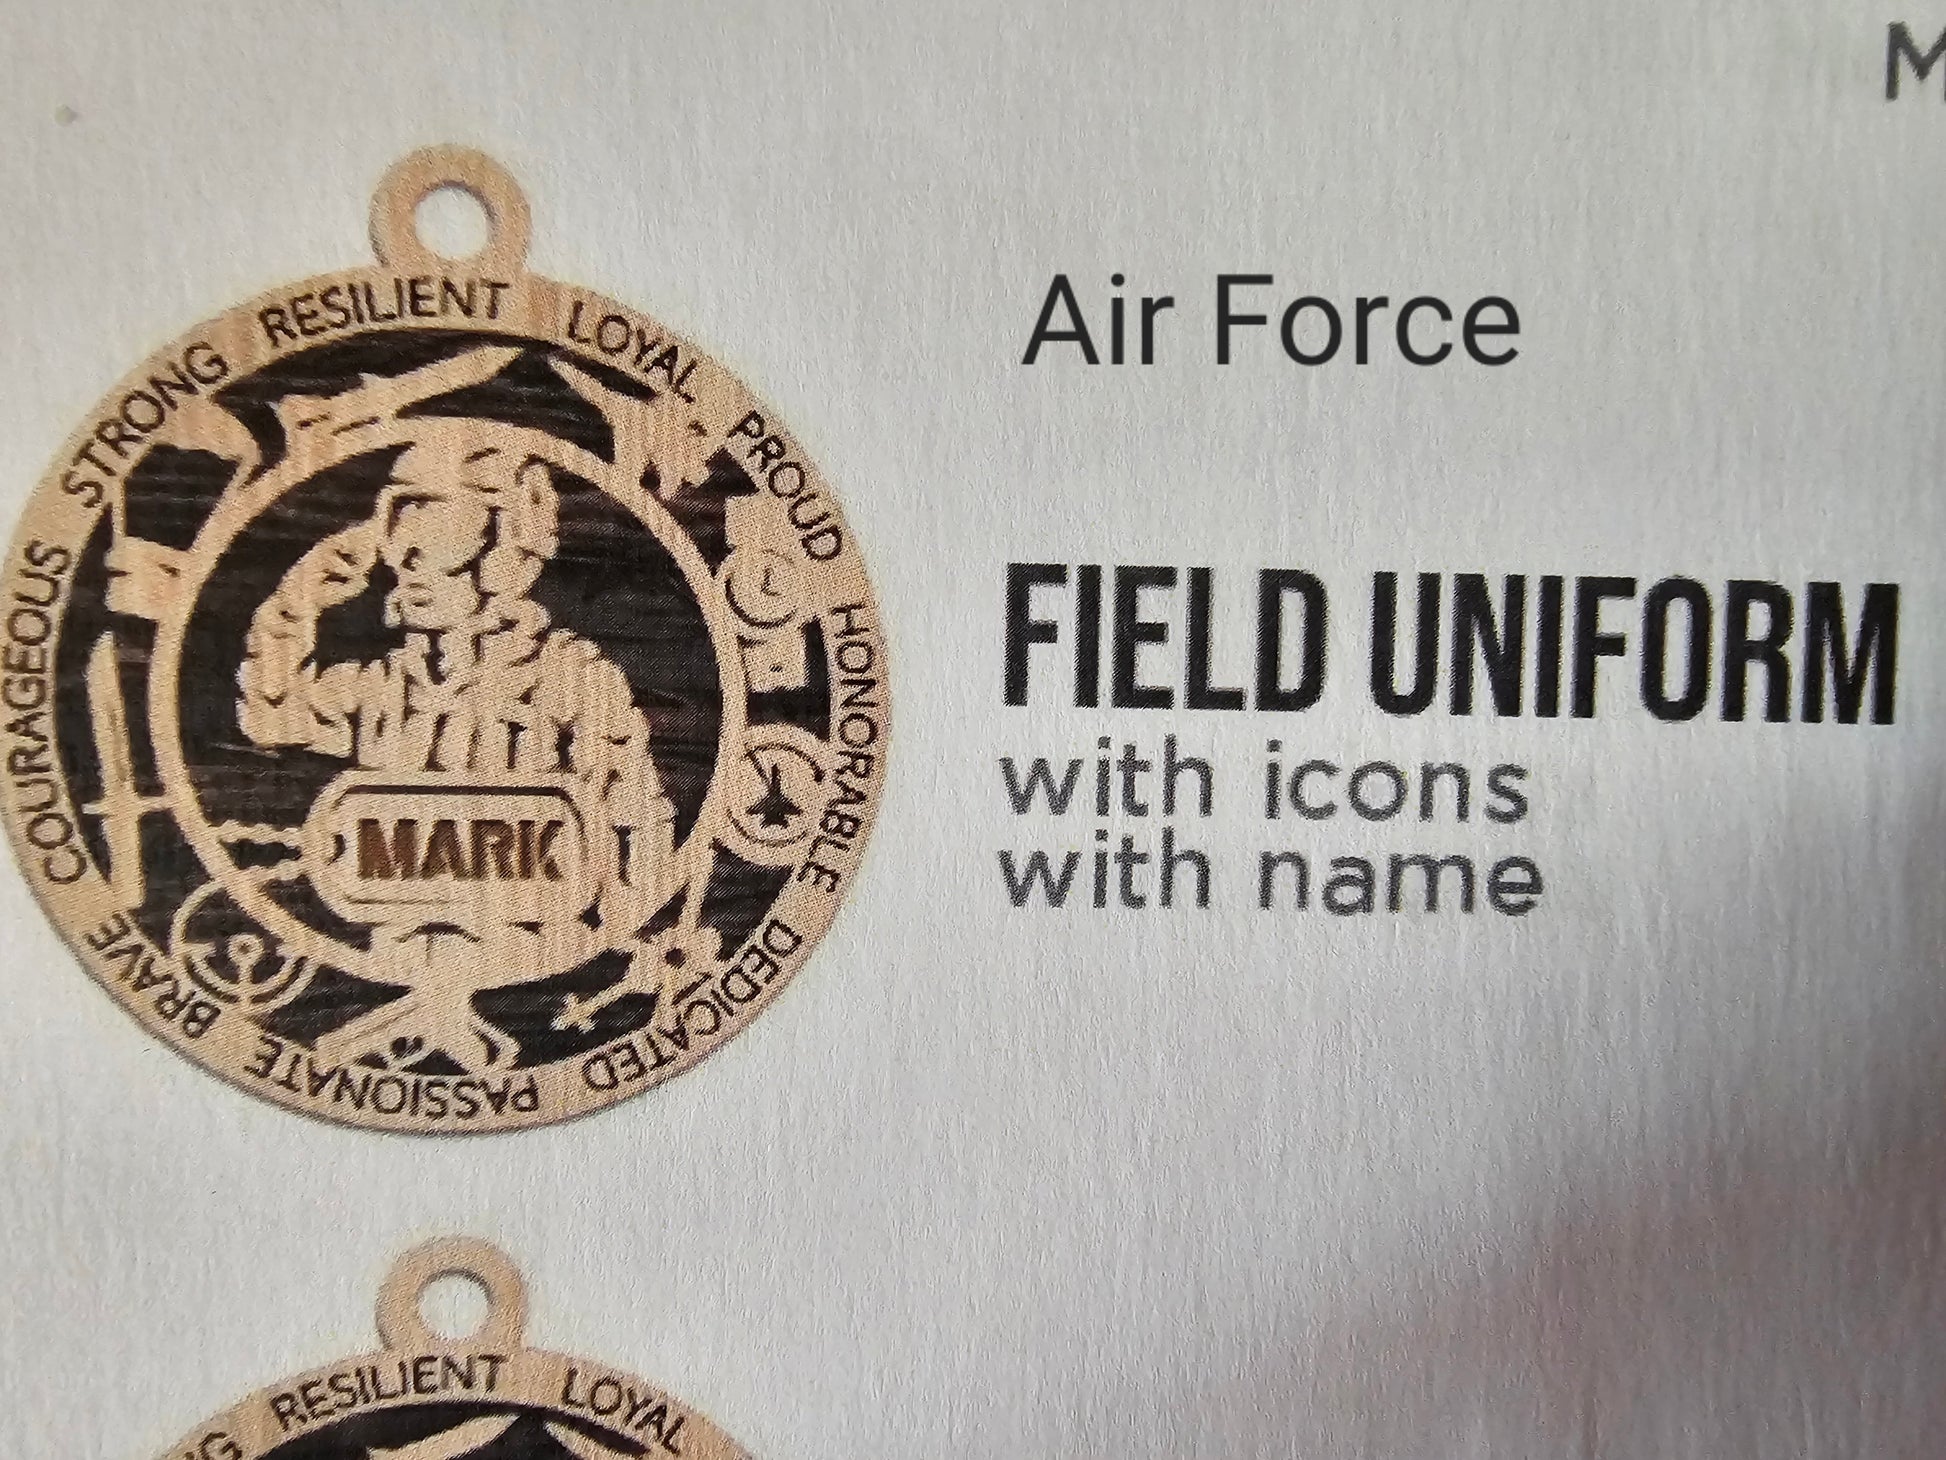 M
Air Force
FIELD UNIFORM
with icons
with name
COURAGEOUS STRONG RESILIENT LOYAL PROUD HONORABLE DEDICATED PASSIONATE BRAVE
MARK
RESILIENT LOYAL